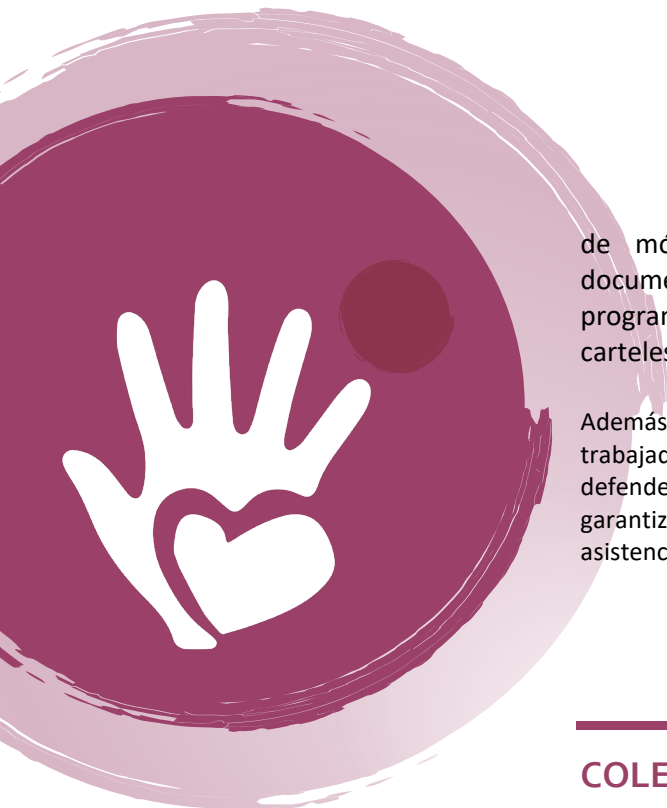 de mó
docume
program
carteles
Además
trabajad
defende
garantiz
asistenc
COLE